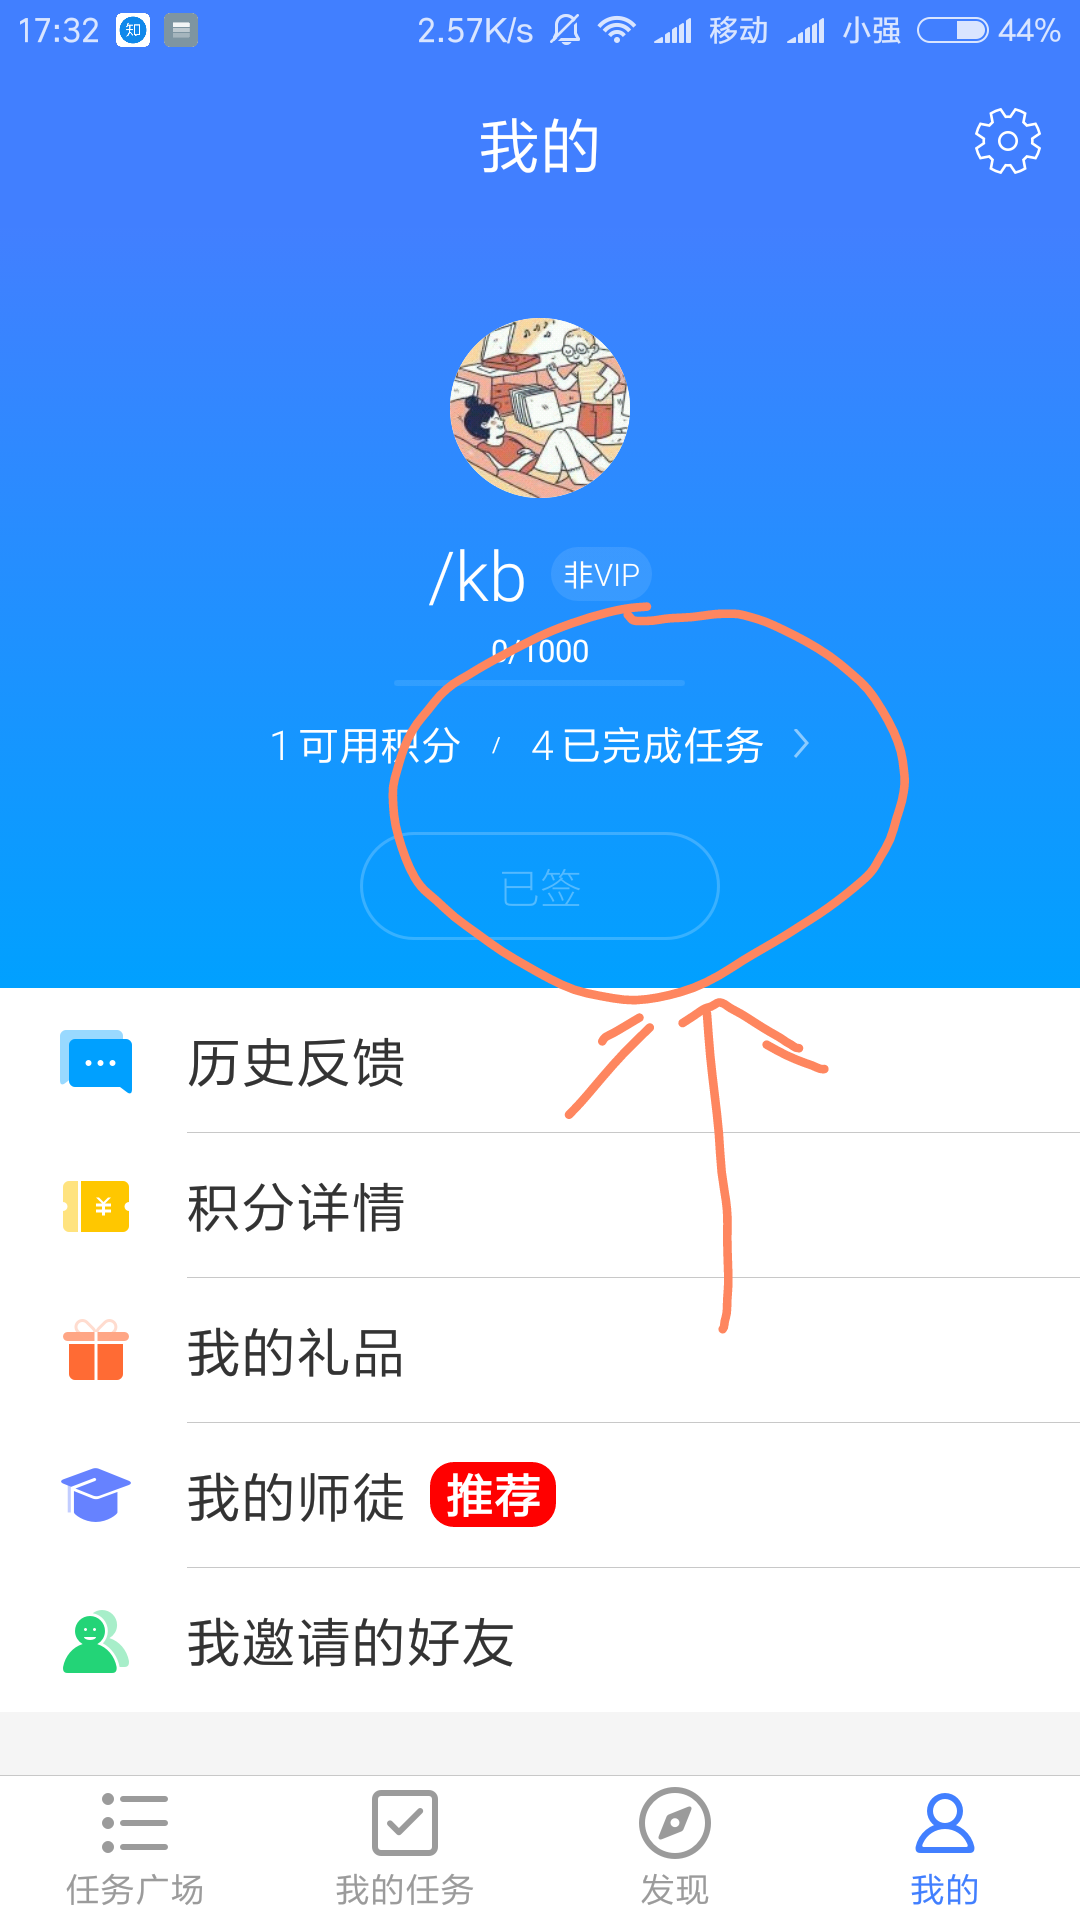 17:32 知 2.57K/s 移动 小强 44%
我的
/kb 非VIP
0/1000
1可用积分 / 4已完成任务
已签
历史反馈
¥ 积分详情
我的礼品
我的师徒 推荐
我邀请的好友
任务广场 我的任务 发现 我的